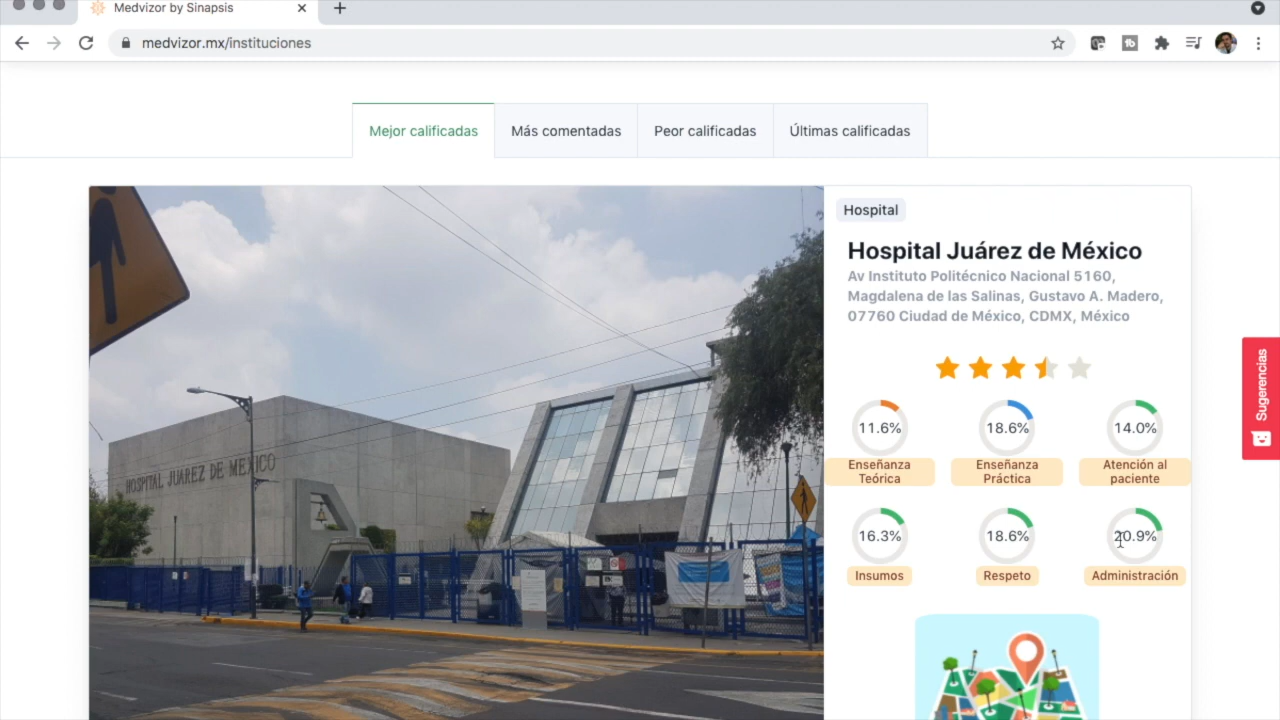 Medvizor by Sinapsis
medvizor.mx/instituciones
Mejor calificadas
Más comentadas
Peor calificadas
Últimas calificadas
Hospital
Hospital Juárez de México
Av Instituto Politécnico Nacional 5160,
Magdalena de las Salinas, Gustavo A. Madero,
07760 Ciudad de México, CDMX, México
HOSPITAL JUAREZ DE MEXICO
11.6%
18.6%
14.0%
Enseñanza
Teórica
Enseñanza
Práctica
Atención al
paciente
16.3%
18.6%
20.9%
Insumos
Respeto
Administración
Sugerencias